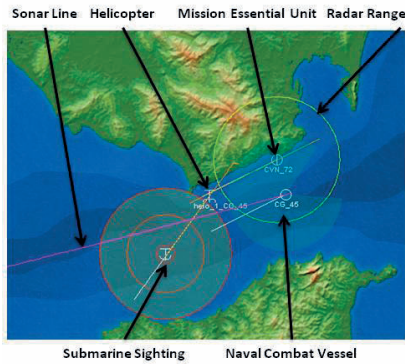 Sonar Line
Helicopter
Mission Essential Unit
Radar Range
CVN_72
helo_1_CG_45
CG_45
Submarine Sighting
Naval Combat Vessel